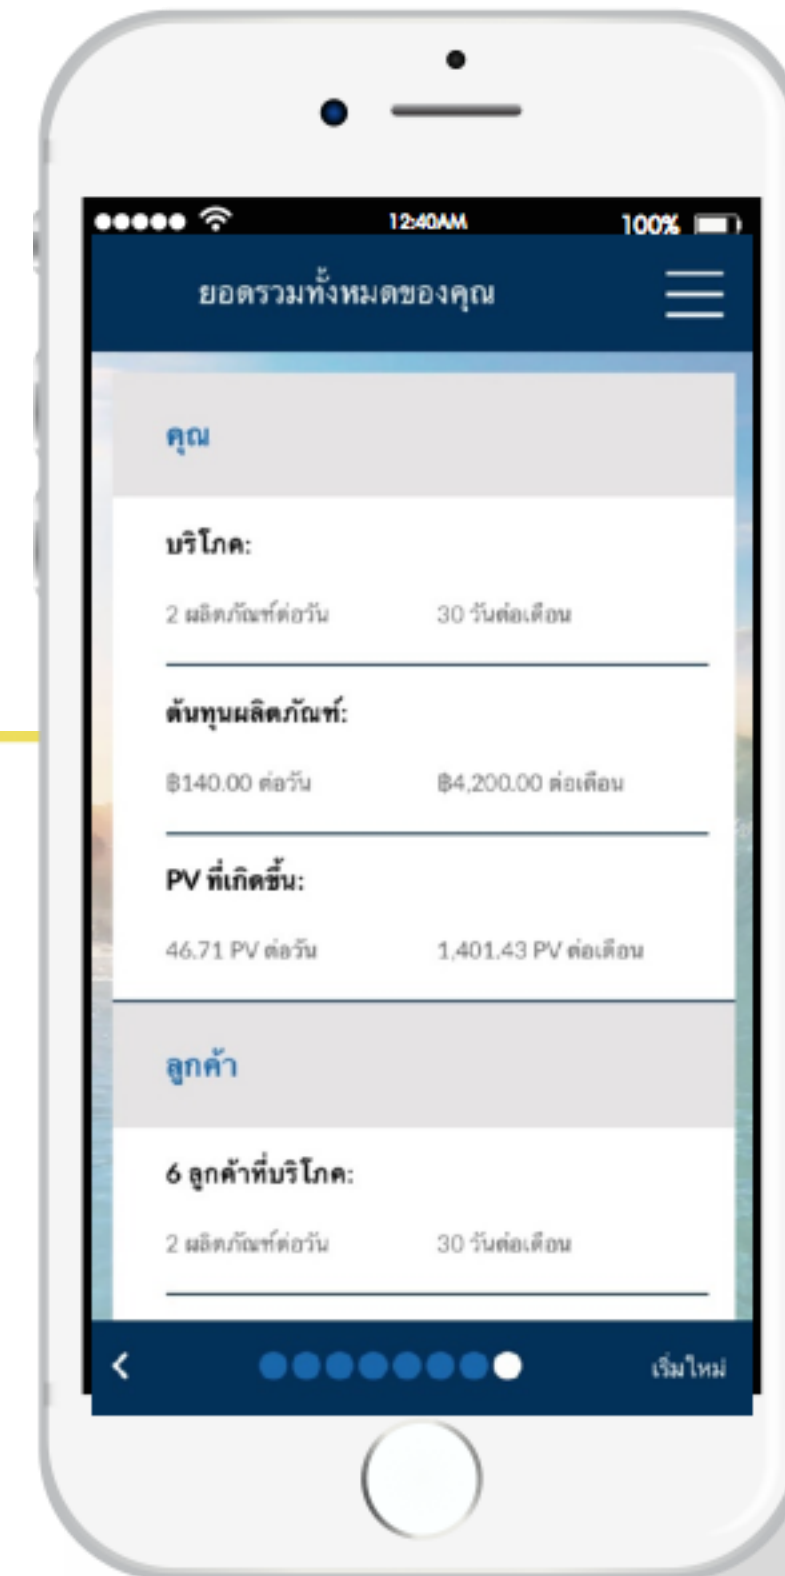 12:40AM 100%
ยอดรวมทั้งหมดของคุณ
คุณ
บริโภค:
2 ผลิตภัณฑ์ต่อวัน 30 วันต่อเดือน
ต้นทุนผลิตภัณฑ์:
฿140.00 ต่อวัน ฿4,200.00 ต่อเดือน
PV ที่เกิดขึ้น:
46.71 PV ต่อวัน 1,401.43 PV ต่อเดือน
ลูกค้า
6 ลูกค้าที่บริโภค:
2 ผลิตภัณฑ์ต่อวัน 30 วันต่อเดือน
เริ่มใหม่